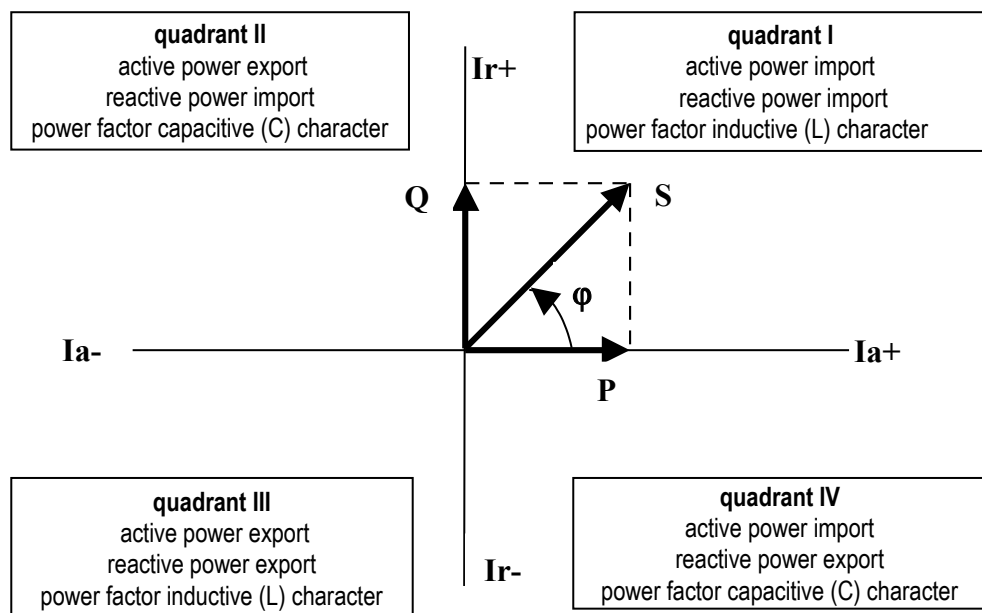 quadrant II
active power export
reactive power import
power factor capacitive (C) character
Ir+
quadrant I
active power import
reactive power import
power factor inductive (L) character
Q
S
φ
Ia-
Ia+
P
quadrant III
active power export
reactive power export
power factor inductive (L) character
Ir-
quadrant IV
active power import
reactive power export
power factor capacitive (C) character